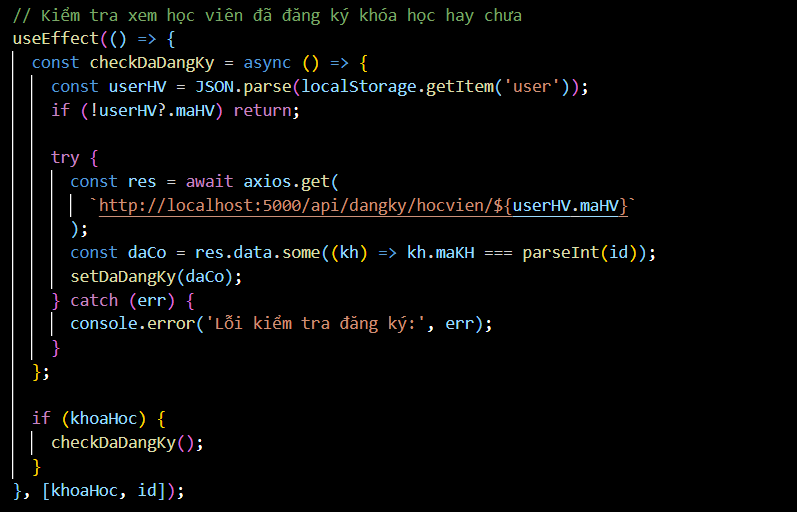 // Kiểm tra xem học viên đã đăng ký khóa học hay chưa
useEffect(() => {
  const checkDaDangKy = async () => {
    const userHV = JSON.parse(localStorage.getItem('user'));
    if (!userHV?.maHV) return;

    try {
      const res = await axios.get(
        `http://localhost:5000/api/dangky/hocvien/${userHV.maHV}`
      );
      const daCo = res.data.some((kh) => kh.maKH === parseInt(id));
      setDaDangKy(daCo);
    } catch (err) {
      console.error('Lỗi kiểm tra đăng ký:', err);
    }
  };

  if (khoaHoc) {
    checkDaDangKy();
  }
}, [khoaHoc, id]);